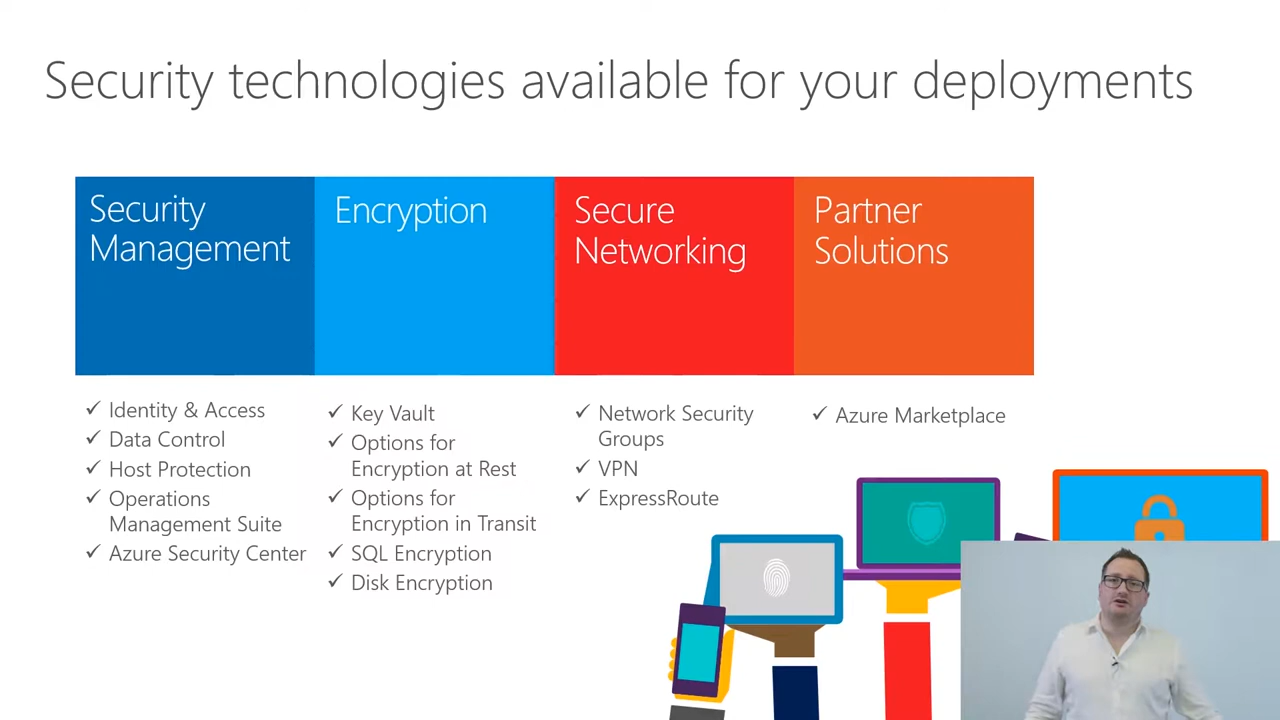 Security technologies available for your deployments
Security
Management
Encryption
Secure
Networking
Partner
Solutions
Identity & Access
Data Control
Host Protection
Operations
Management Suite
Azure Security Center
Key Vault
Options for
Encryption at Rest
Options for
Encryption in Transit
SQL Encryption
Disk Encryption
Network Security
Groups
VPN
ExpressRoute
Azure Marketplace